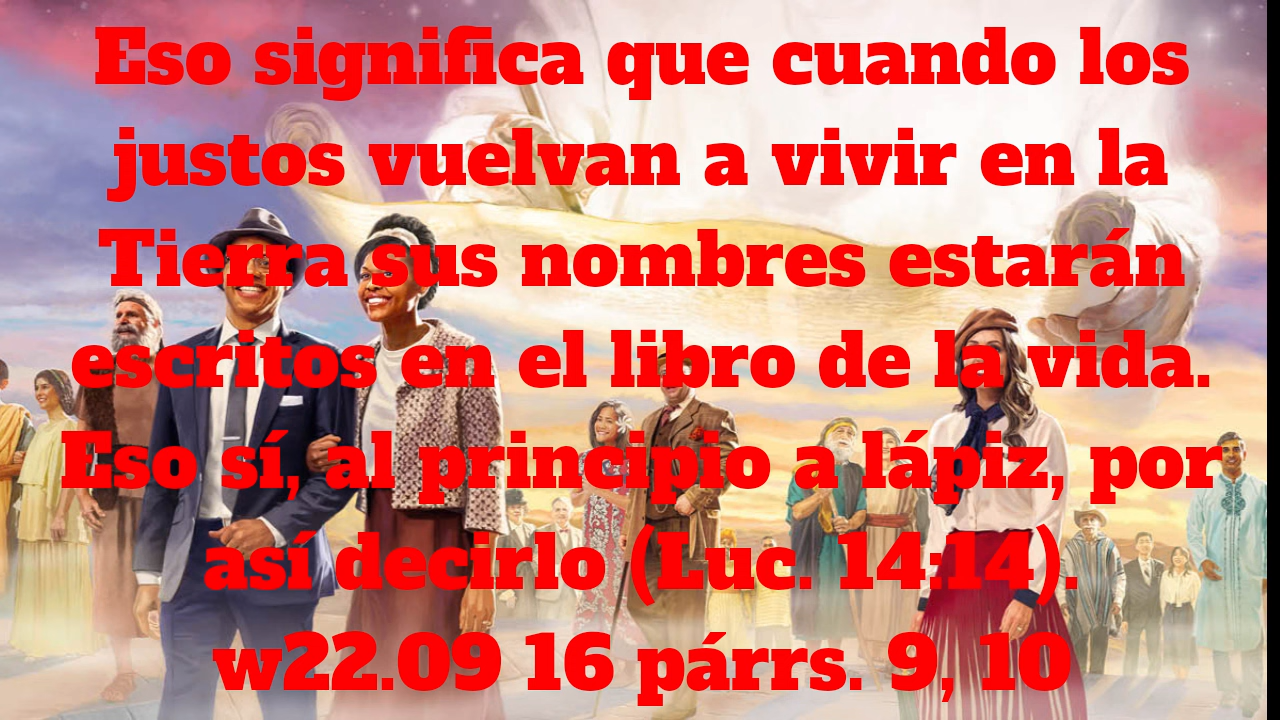 Eso significa que cuando los
justos vuelvan a vivir en la
Tierra sus nombres estarán
escritos en el libro de la vida.
Eso sí, al principio a lápiz, por
así decirlo (Luc. 14:14).
w22.09 16 párrs. 9, 10